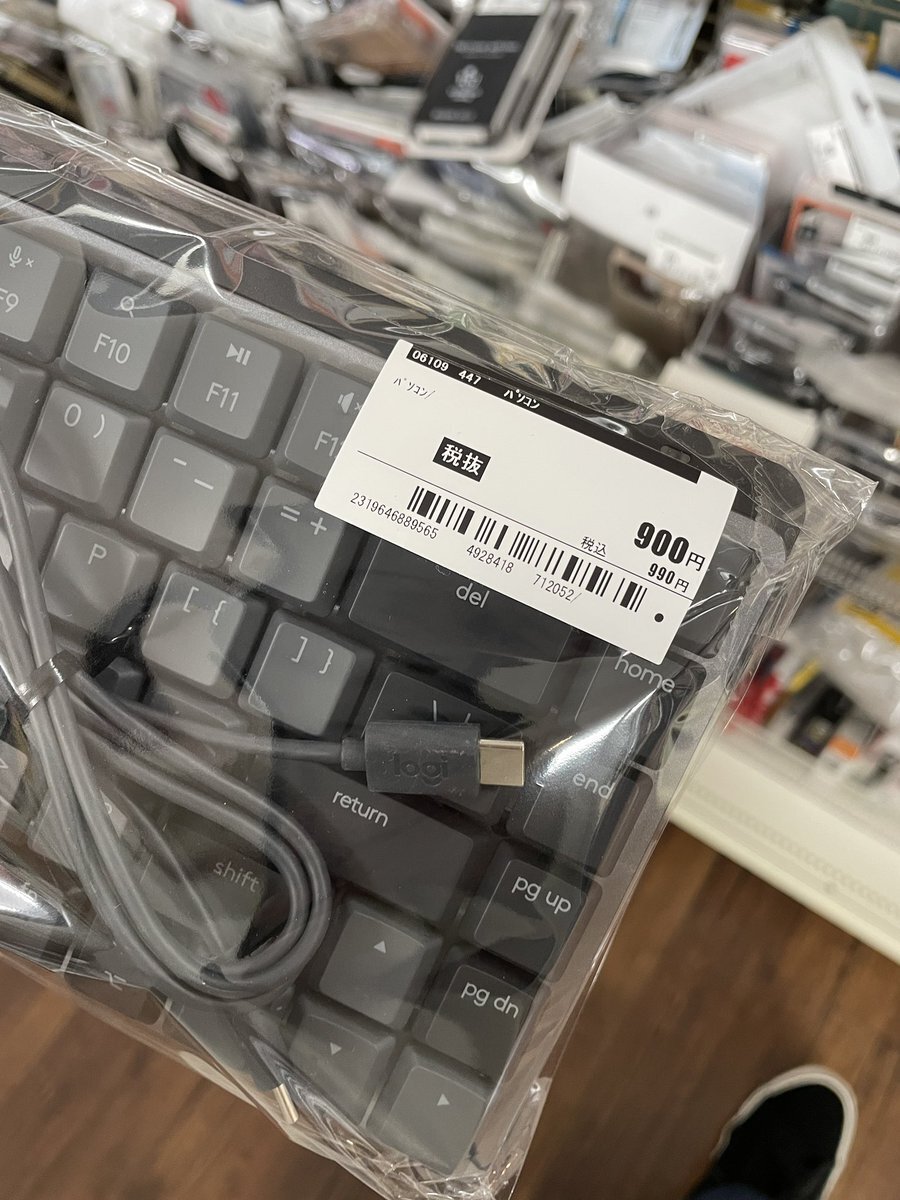 06109 447 パソコン
パソコン/
税抜
900円
税込 990円
2319646889565 4928418 712052/
F9
F10
F11
F1
0 )
- _
= +
del
P
[ {
] }
\
home
logi
return
end
shift
pg up
fn
pg dn